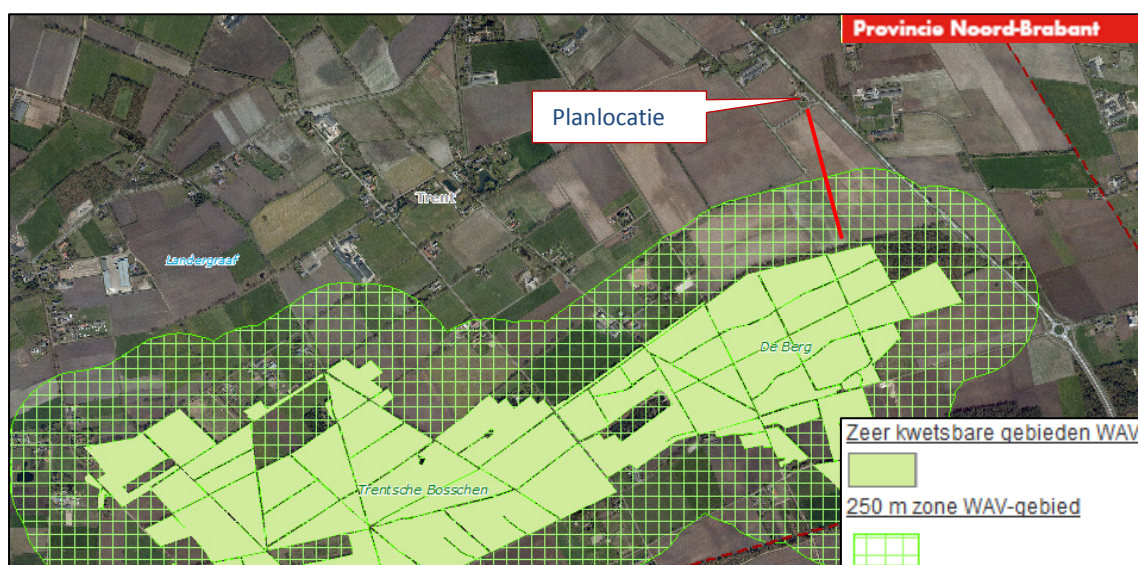 Provincie Noord-Brabant
Planlocatie
Trent
Landergraaf
De Berg
Trentsche Bosschen
Zeer kwetsbare gebieden WAV
250 m zone WAV-gebied